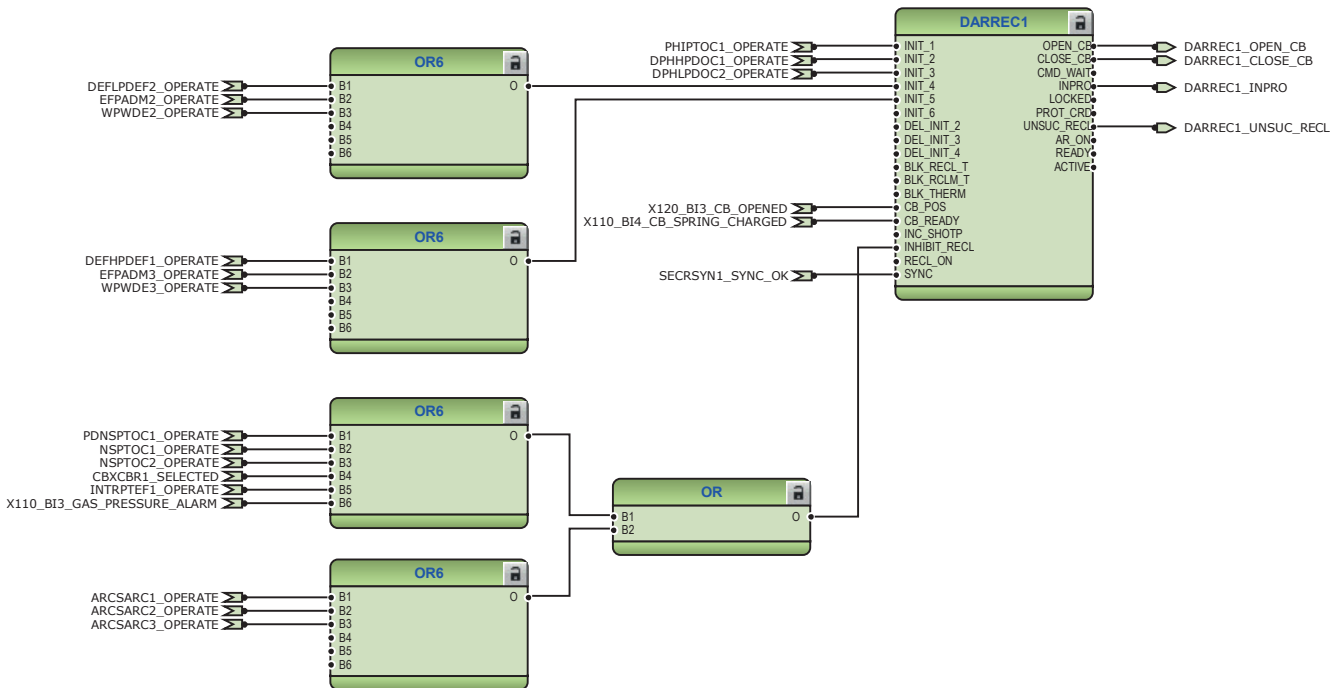 OR6
DEFLPDEF2_OPERATE
EFPADM2_OPERATE
WPWDE2_OPERATE
B1
B2
B3
B4
B5
B6
O
OR6
DEFHPDEF1_OPERATE
EFPADM3_OPERATE
WPWDE3_OPERATE
B1
B2
B3
B4
B5
B6
O
OR6
PDNSPTOC1_OPERATE
NSPTOC1_OPERATE
NSPTOC2_OPERATE
CBXCBR1_SELECTED
INTRPTEF1_OPERATE
X110_BI3_GAS_PRESSURE_ALARM
B1
B2
B3
B4
B5
B6
O
OR6
ARCSARC1_OPERATE
ARCSARC2_OPERATE
ARCSARC3_OPERATE
B1
B2
B3
B4
B5
B6
O
OR
B1
B2
O
DARREC1
PHIPTOC1_OPERATE
DPHHPDOC1_OPERATE
DPHLPDOC2_OPERATE
X120_BI3_CB_OPENED
X110_BI4_CB_SPRING_CHARGED
SECRSYN1_SYNC_OK
INIT_1
INIT_2
INIT_3
INIT_4
INIT_5
INIT_6
DEL_INIT_2
DEL_INIT_3
DEL_INIT_4
BLK_RECL_T
BLK_RCLM_T
BLK_THERM
CB_POS
CB_READY
INC_SHOTP
INHIBIT_RECL
RECL_ON
SYNC
OPEN_CB
CLOSE_CB
CMD_WAIT
INPRO
LOCKED
PROT_CRD
UNSUC_RECL
AR_ON
READY
ACTIVE
DARREC1_OPEN_CB
DARREC1_CLOSE_CB
DARREC1_INPRO
DARREC1_UNSUC_RECL